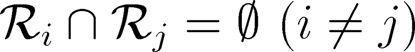 ℛᵢ ∩ ℛⱼ = ∅ (i ≠ j)